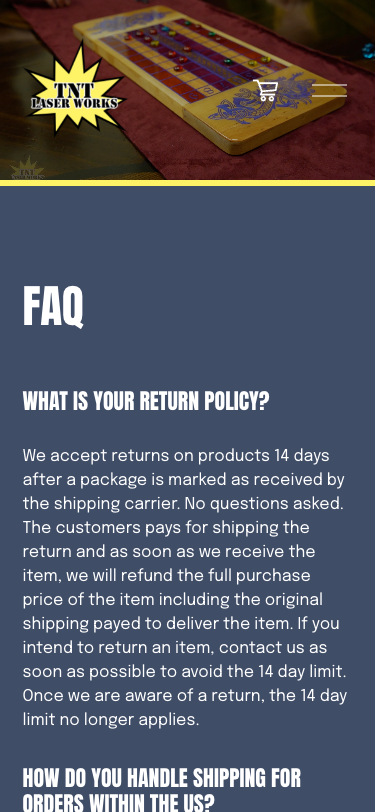 TNT
LASER WORKS
FAQ
WHAT IS YOUR RETURN POLICY?
We accept returns on products 14 days
after a package is marked as received by
the shipping carrier. No questions asked.
The customers pays for shipping the
return and as soon as we receive the
item, we will refund the full purchase
price of the item including the original
shipping payed to deliver the item. If you
intend to return an item, contact us as
soon as possible to avoid the 14 day limit.
Once we are aware of a return, the 14 day
limit no longer applies.
HOW DO YOU HANDLE SHIPPING FOR
ORDERS WITHIN THE US?